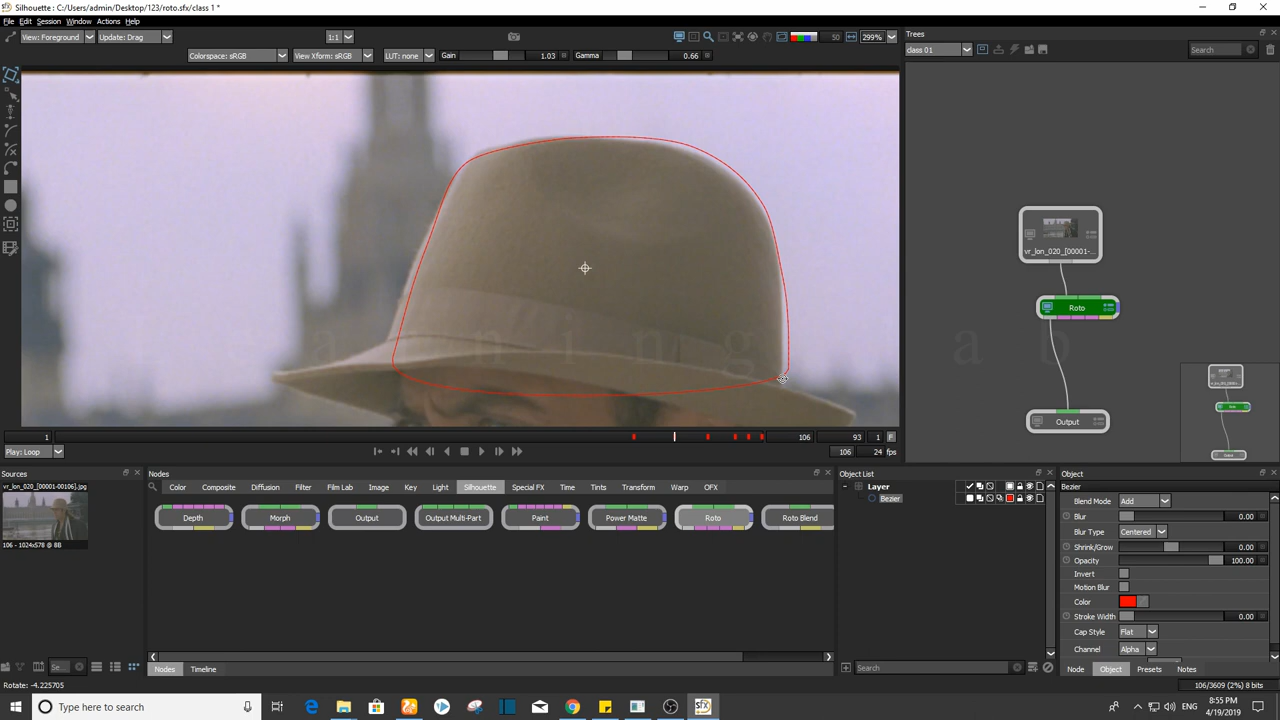 Silhouette : C:/Users/admin/Desktop/123/roto.sfx/class 1 *
File Edit Session Window Actions Help
View: Foreground Update: Drag 1:1 50 299%
Colorspace: sRGB View Xform: sRGB LUT: none Gain 1.03 Gamma 0.66
Trees
class 01 Search
vr_lon_020_[00001-...
Roto
Output
1 106 93 1 F
Play: Loop 106 24 fps
Sources
vr_lon_020_[00001-00106].jpg
106 - 1024x578 @ 8B
Se...
Nodes
Color Composite Diffusion Filter Film Lab Image Key Light Silhouette Special FX Time Tints Transform Warp OFX
Depth Morph Output Output Multi-Part Paint Power Matte Roto Roto Blend
Nodes Timeline
Object List
Layer
Bezier
Search
Object
Bezier
Blend Mode Add
Blur 0.00
Blur Type Centered
Shrink/Grow 0.00
Opacity 100.00
Invert
Motion Blur
Color
Stroke Width 0.00
Cap Style Flat
Channel Alpha
Node Object Presets Notes
Rotate: -4.225705
106/3609 (2%) 8 bits
Type here to search
sfx
ENG
8:55 PM
4/19/2019